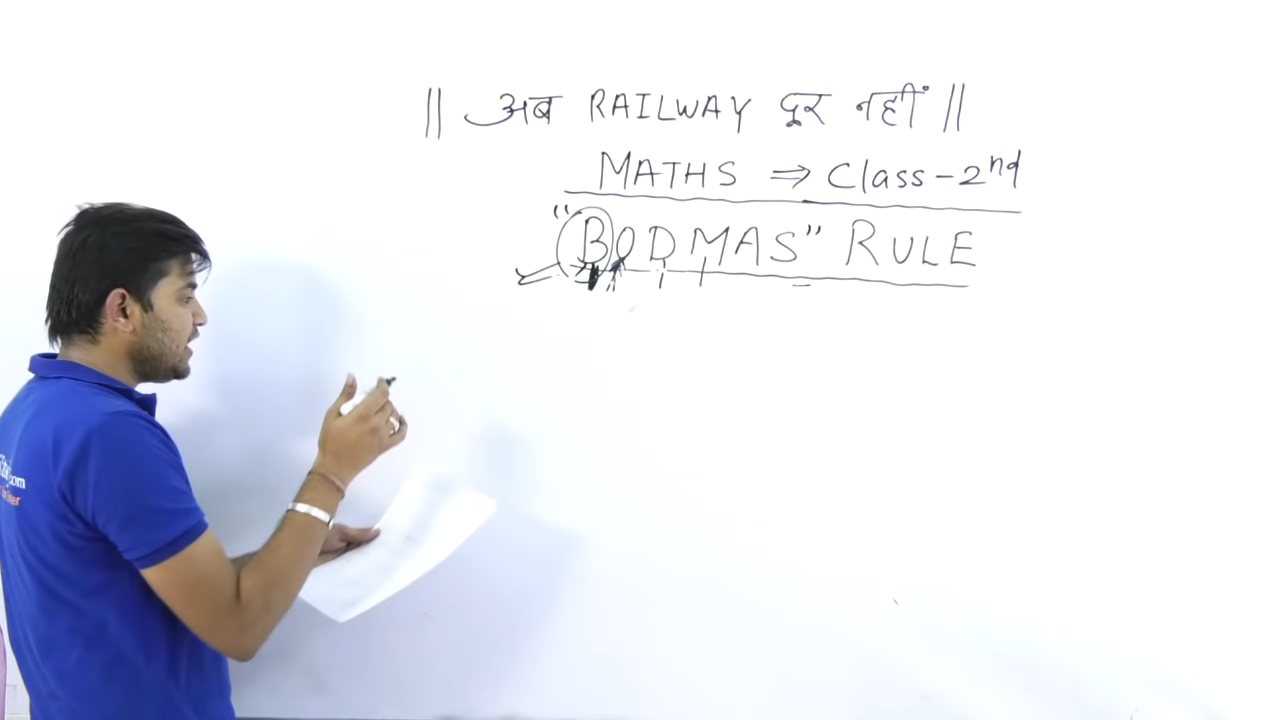 || अब RAILWAY दूर नहीं ||
MATHS ⇒ Class-2nd
"BODMAS" RULE